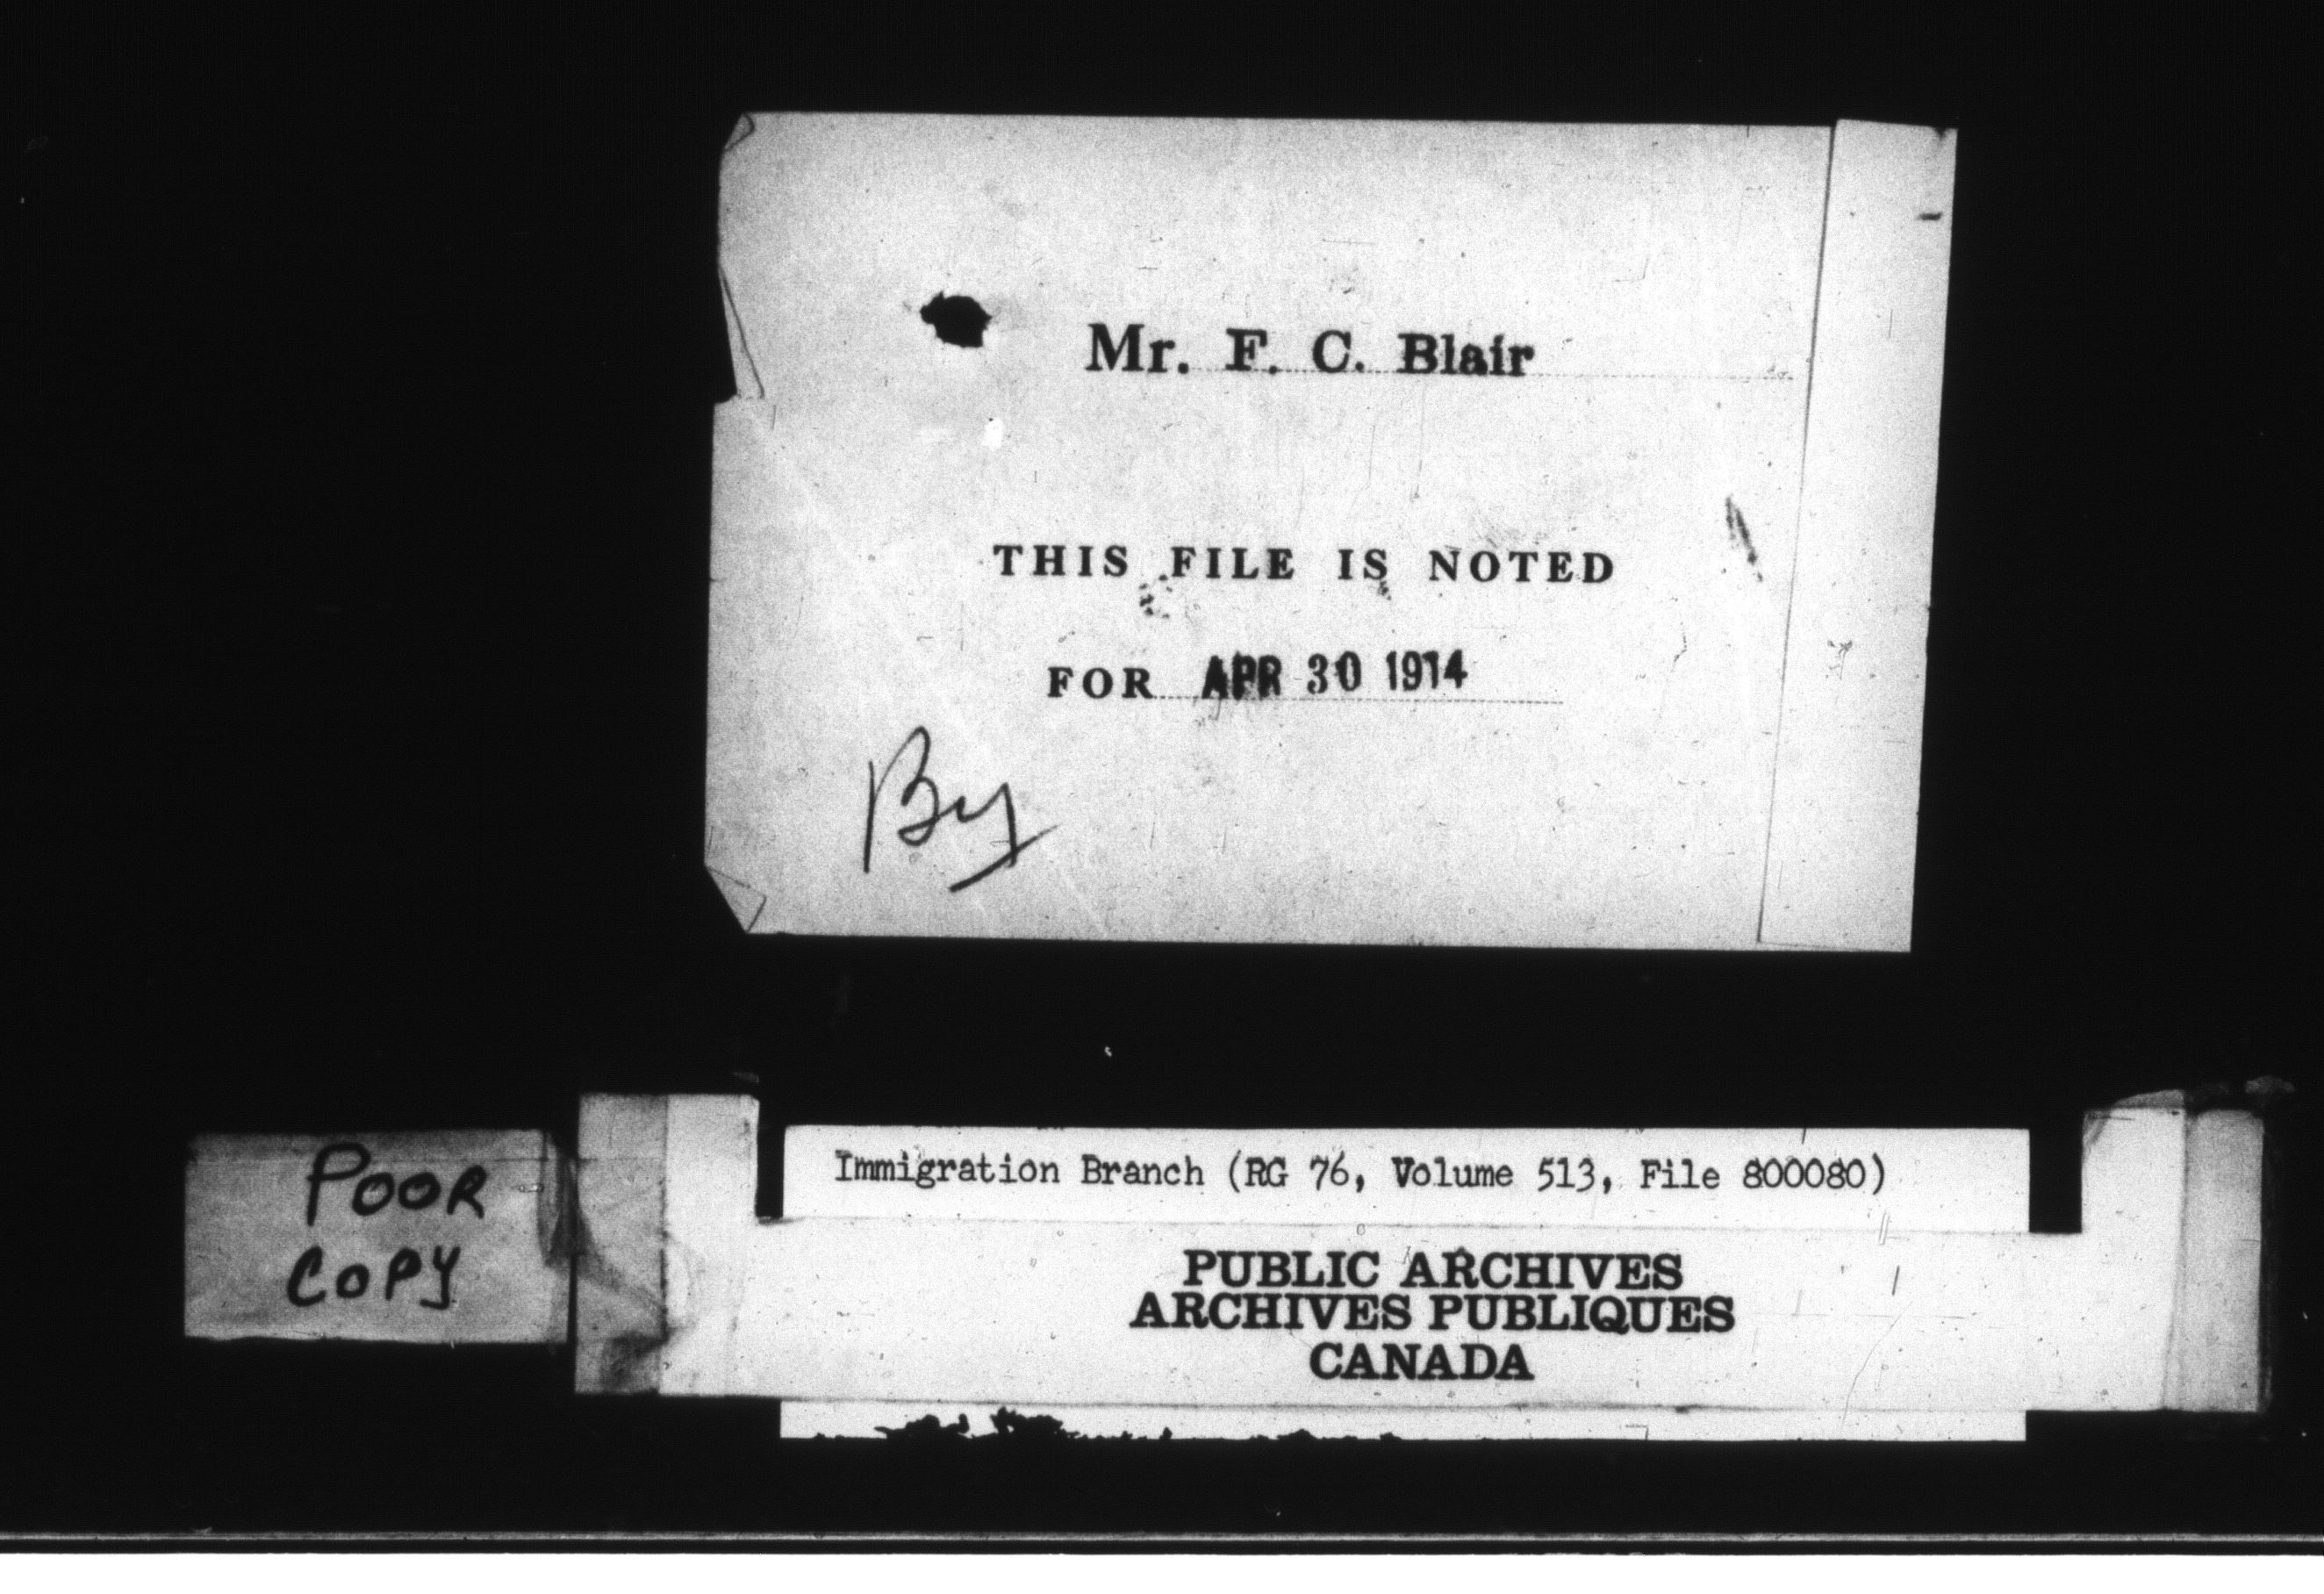 Mr. F. C. Blair
THIS FILE IS NOTED
FOR APR 30 1914
By
POOR
COPY
Immigration Branch (RG 76, Volume 513, File 800080)
PUBLIC ARCHIVES
ARCHIVES PUBLIQUES
CANADA